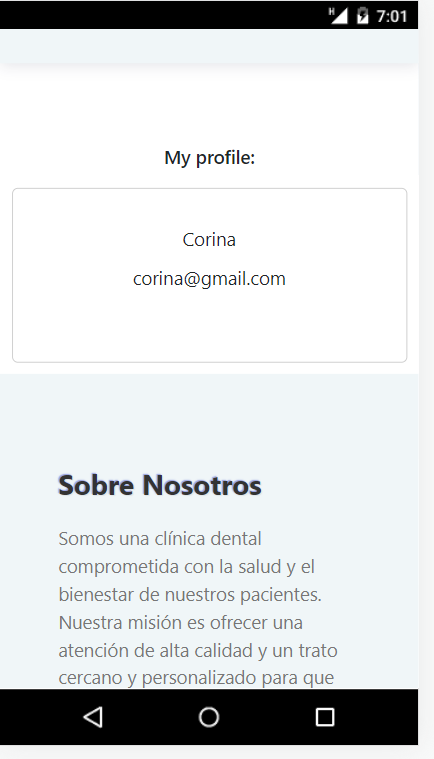 H 7:01
My profile:
Corina
corina@gmail.com
Sobre Nosotros
Somos una clínica dental
comprometida con la salud y el
bienestar de nuestros pacientes.
Nuestra misión es ofrecer una
atención de alta calidad y un trato
cercano y personalizado para que